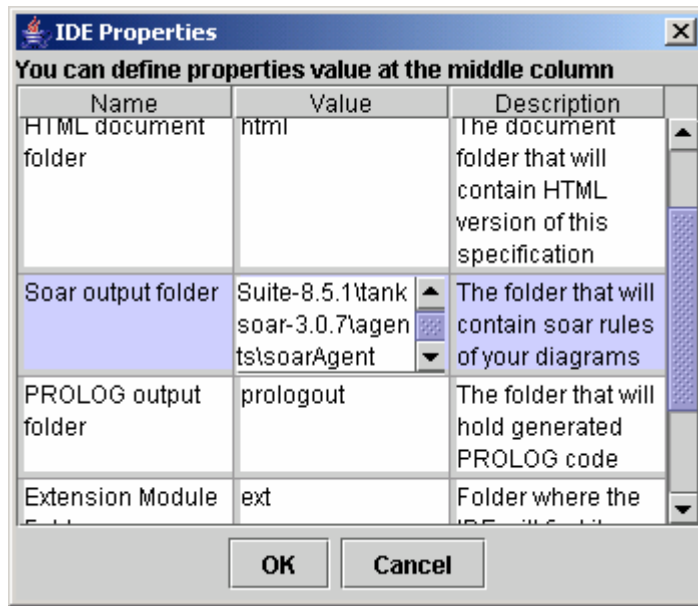 IDE Properties
You can define properties value at the middle column
Name Value Description
HTML document
folder
html
The document
folder that will
contain HTML
version of this
specification
Soar output folder
Suite-8.5.1\tank
soar-3.0.7\agen
ts\soarAgent
The folder that will
contain soar rules
of your diagrams
PROLOG output
folder
prologout
The folder that will
hold generated
PROLOG code
Extension Module
ext
Folder where the
OK Cancel